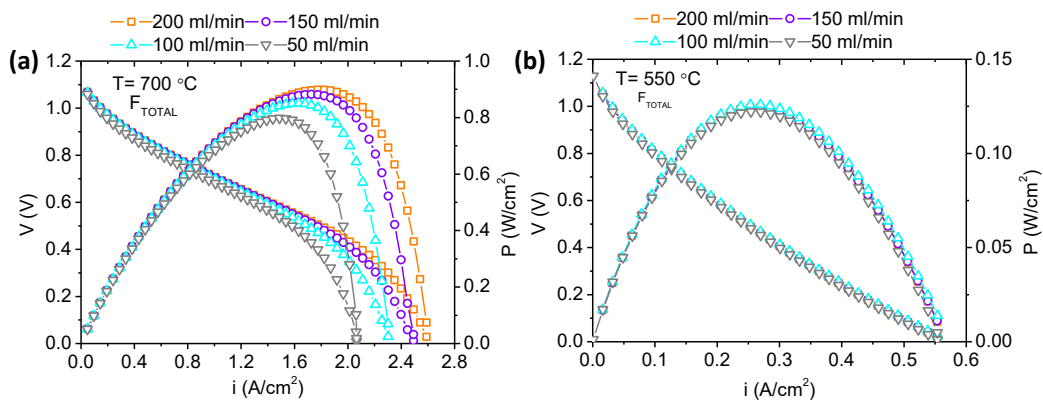 200 ml/min 150 ml/min
100 ml/min 50 ml/min
(a)
T= 700 °C
F_TOTAL
V (V)
1.2
1.0
0.8
0.6
0.4
0.2
0.0
0.0 0.4 0.8 1.2 1.6 2.0 2.4 2.8
i (A/cm²)
1.0
0.8
0.6
0.4
0.2
0.0
P (W/cm²)
200 ml/min 150 ml/min
100 ml/min 50 ml/min
(b)
T= 550 °C
F_TOTAL
V (V)
1.2
1.0
0.8
0.6
0.4
0.2
0.0
0.0 0.1 0.2 0.3 0.4 0.5 0.6
i (A/cm²)
0.15
0.10
0.05
0.00
P (W/cm²)